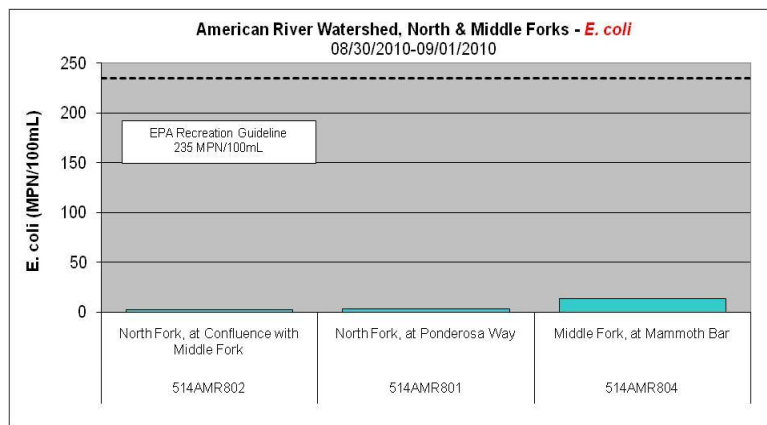 American River Watershed, North & Middle Forks - E. coli
08/30/2010-09/01/2010
E. coli (MPN/100mL)
250
200
150
100
50
0
EPA Recreation Guideline
235 MPN/100mL
North Fork, at Confluence with
Middle Fork
North Fork, at Ponderosa Way
Middle Fork, at Mammoth Bar
514AMR802
514AMR801
514AMR804